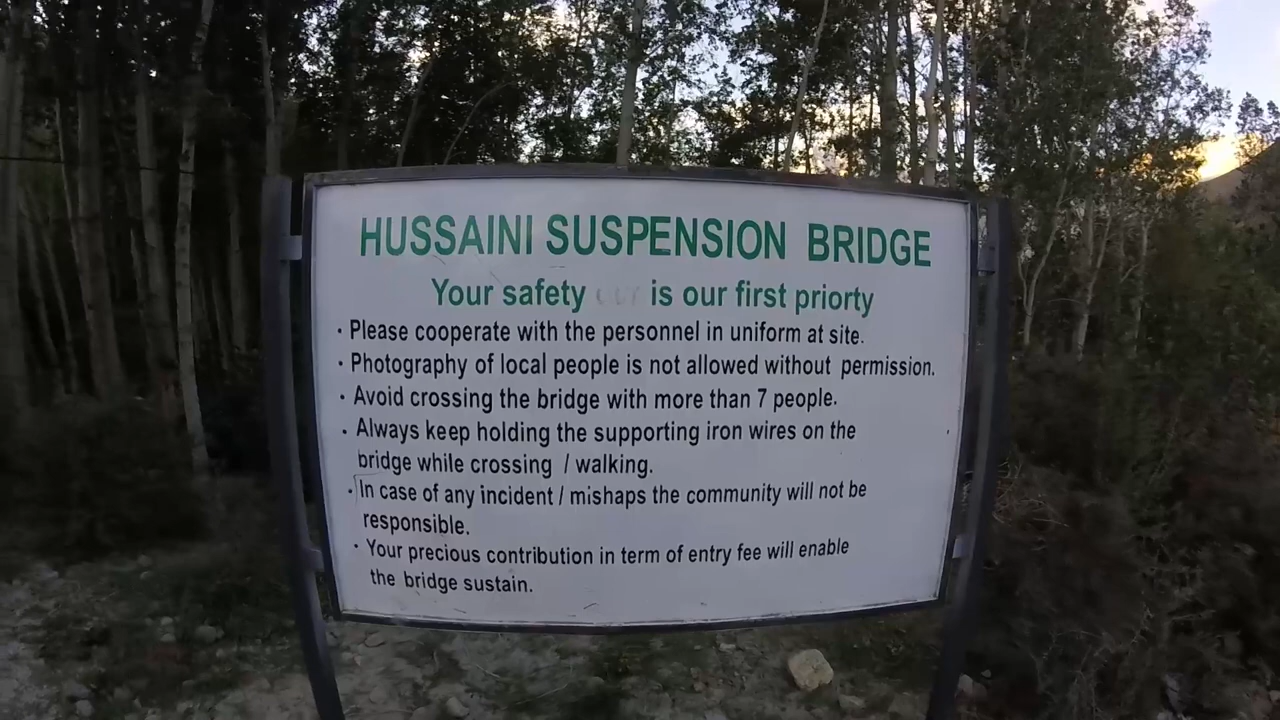 HUSSAINI SUSPENSION BRIDGE
Your safety is our first priorty
· Please cooperate with the personnel in uniform at site.
· Photography of local people is not allowed without permission.
· Avoid crossing the bridge with more than 7 people.
· Always keep holding the supporting iron wires on the
bridge while crossing / walking.
· In case of any incident / mishaps the community will not be
responsible.
· Your precious contribution in term of entry fee will enable
the bridge sustain.